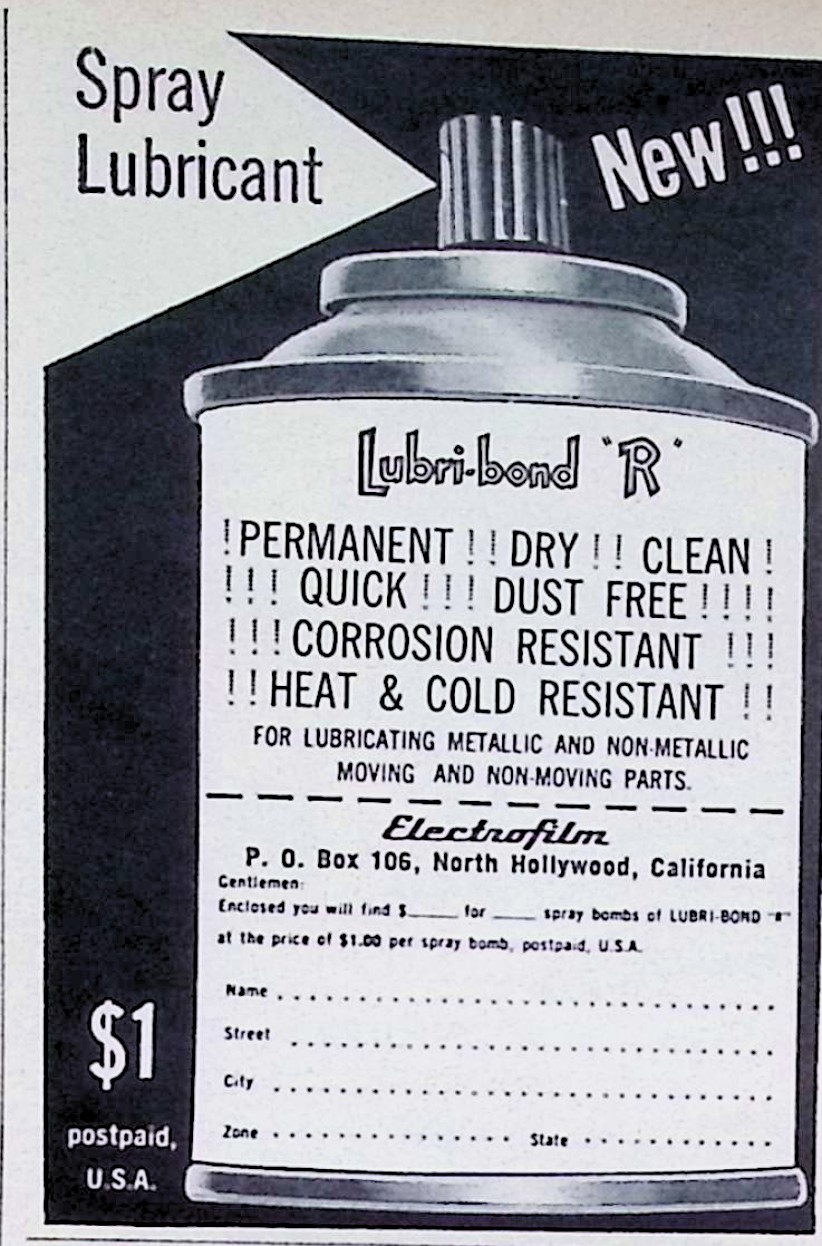 Spray
Lubricant
New!!!
Lubri-bond "R"
!PERMANENT!! DRY!! CLEAN!
!!! QUICK!!! DUST FREE!!!!
!!!CORROSION RESISTANT !!!
!!HEAT & COLD RESISTANT!!
FOR LUBRICATING METALLIC AND NON-METALLIC
MOVING AND NON-MOVING PARTS.
Electrofilm
P. O. Box 106, North Hollywood, California
Gentlemen:
Enclosed you will find $______ for _____ spray bombs of LUBRI-BOND "R"
at the price of $1.00 per spray bomb, postpaid, U.S.A.
Name
Street
City
Zone State
$1
postpaid,
U.S.A.